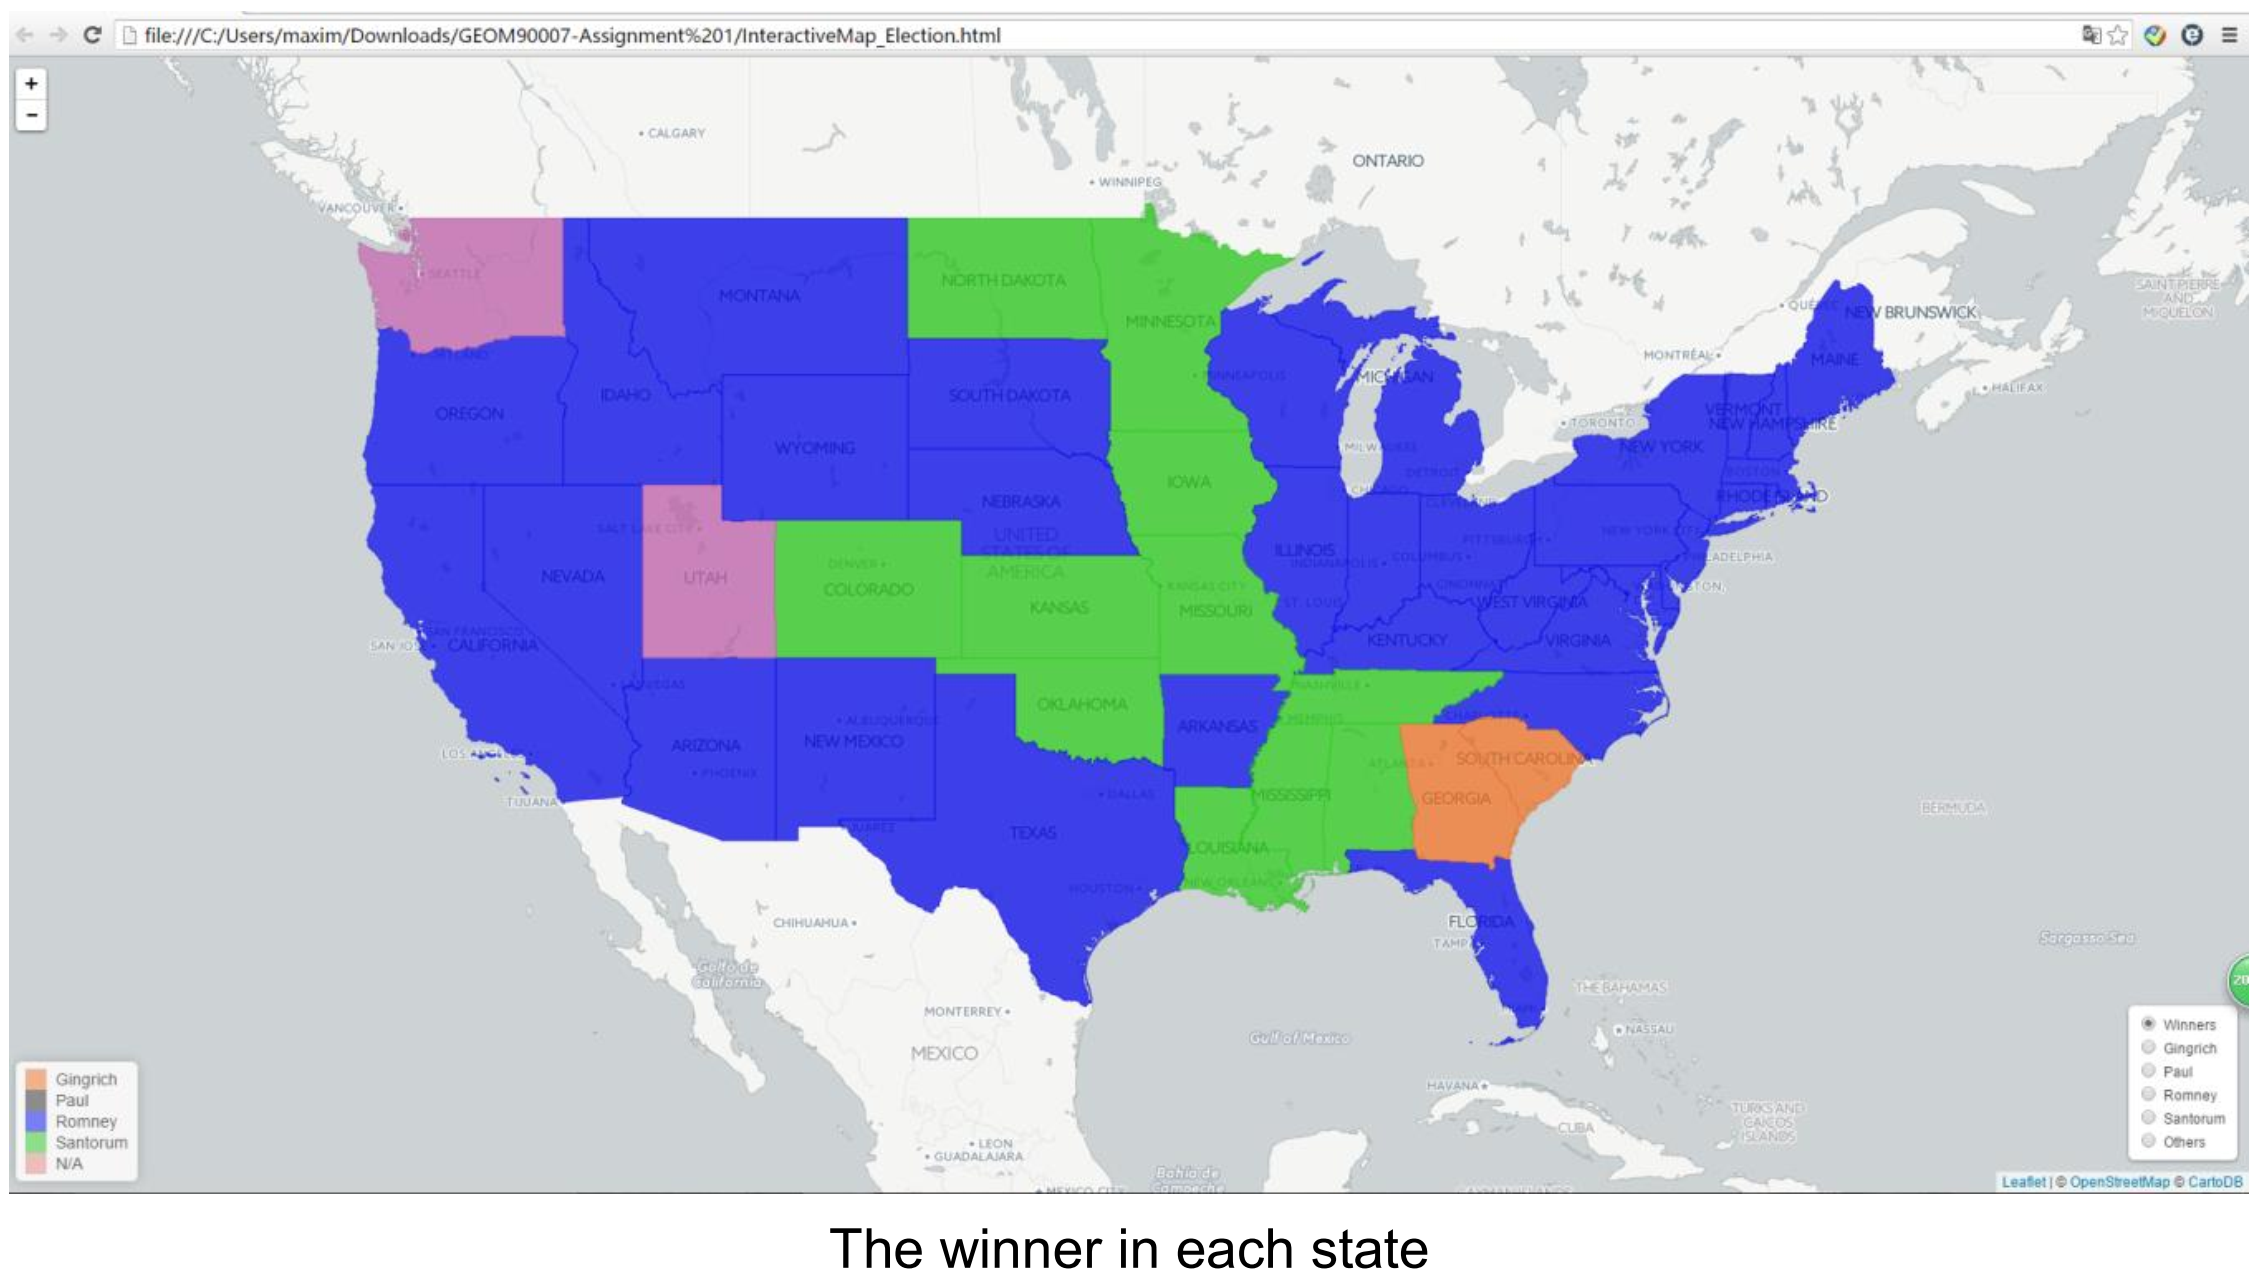 file:///C:/Users/maxim/Downloads/GEOM90007-Assignment%201/InteractiveMap_Election.html
+
−
CALGARY
ONTARIO
WINNIPEG
VANCOUVER
SEATTLE
NORTH DAKOTA
MONTANA
MINNESOTA
NEW BRUNSWICK
SAINT PIERRE
AND
MIQUELON
MONTRÉAL
MAINE
MINNEAPOLIS
MICHIGAN
HALIFAX
IDAHO
SOUTH DAKOTA
OREGON
VERMONT
NEW HAMPSHIRE
TORONTO
WYOMING
NEW YORK
DETROIT
BOSTON
IOWA
NEBRASKA
CHICAGO
CLEVELAND
RHODE ISLAND
SALT LAKE CITY
UNITED
STATES OF
AMERICA
NEW YORK CITY
PITTSBURGH
ILLINOIS
COLUMBUS
INDIANAPOLIS
NEVADA
UTAH
DENVER
COLORADO
KANSAS CITY
CINCINNATI
KANSAS
MISSOURI
ST. LOUIS
WEST VIRGINIA
SAN FRANCISCO
CALIFORNIA
KENTUCKY
VIRGINIA
LAS VEGAS
NASHVILLE
OKLAHOMA
ALBUQUERQUE
MEMPHIS
CHARLOTTE
ARKANSAS
ARIZONA
NEW MEXICO
LOS ANGELES
PHOENIX
ATLANTA
SOUTH CAROLINA
TIJUANA
DALLAS
MISSISSIPPI
GEORGIA
BERMUDA
TEXAS
LOUISIANA
HOUSTON
NEW ORLEANS
CHIHUAHUA
FLORIDA
Sargasso Sea
Golfo de
California
THE BAHAMAS
MONTERREY
NASSAU
Gulf of Mexico
MEXICO
HAVANA
TURKS AND
CAICOS
ISLANDS
CUBA
LEON
GUADALAJARA
Bahía de
Campeche
MEXICO CITY
CAYMAN ISLANDS
Gingrich
Paul
Romney
Santorum
N/A
Winners
Gingrich
Paul
Romney
Santorum
Others
Leaflet | © OpenStreetMap © CartoDB
The winner in each state